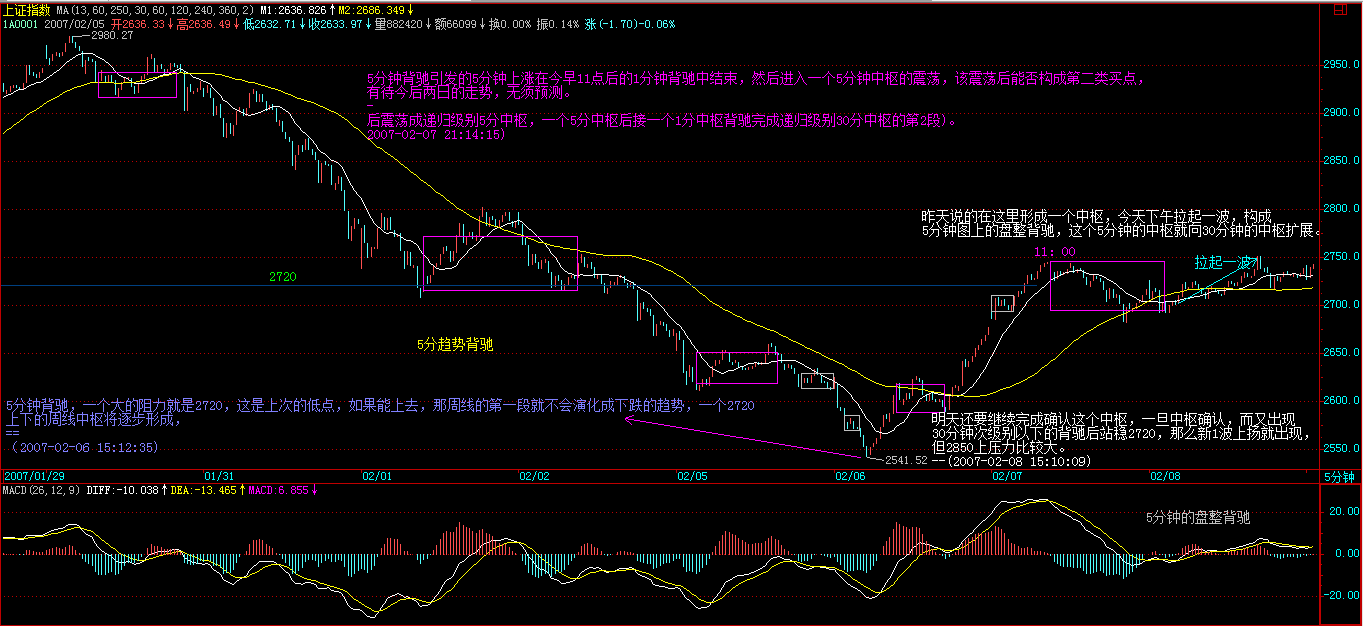 上证指数 MA(13,60,250,30,60,120,240,360,2) M1:2636.826↑M2:2686.349↓
1A0001 2007/02/05 开2636.33↓高2636.49↓低2632.71↓收2633.97↓量882420↓额66099↓换0.00% 振0.14% 涨(-1.70)-0.06%
2980.27
2950.0
5分钟背驰引发的5分钟上涨在今早11点后的1分钟背驰中结束，然后进入一个5分钟中枢的震荡，该震荡后能否构成第二类买点，
有待今后两日的走势，无须预测。
2900.0
后震荡成递归级别5分中枢，一个5分中枢后接一个1分中枢背驰完成递归级别30分中枢的第2段)。
2007-02-07 21:14:15)
2850.0
2800.0
昨天说的在这里形成一个中枢，今天下午拉起一波，构成
5分钟图上的盘整背驰，这个5分钟的中枢就向30分钟的中枢扩展。
11：00
拉起一波
2750.0
2720
2700.0
5分趋势背驰
2650.0
2600.0
5分钟背驰，一个大的阻力就是2720，这是上次的低点，如果能上去，那周线的第一段就不会演化成下跌的趋势，一个2720
上下的周线中枢将逐步形成，
==
（2007-02-06 15:12:35)
明天还要继续完成确认这个中枢，一旦中枢确认，而又出现
30分钟次级别以下的背驰后站稳2720，那么新1波上扬就出现，
但2850上压力比较大。
--(2007-02-08 15:10:09)
2550.0
2541.52
2007/01/29 01/31 02/01 02/02 02/05 02/06 02/07 02/08 5分钟
MACD(26,12,9) DIFF:-10.038↑DEA:-13.465↑MACD:6.855↓
5分钟的盘整背驰
20.00
0.00
-20.00